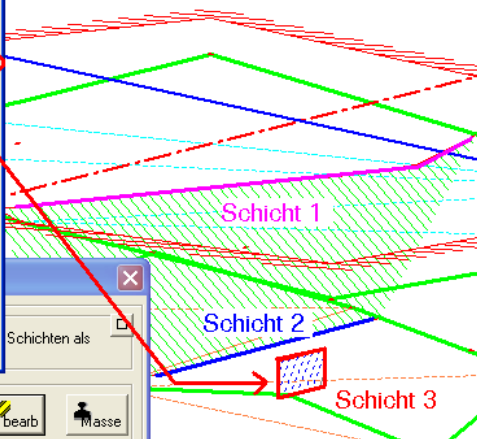 Schicht 1
Schicht 2
Schichten als
Schicht 3
bearb
Masse